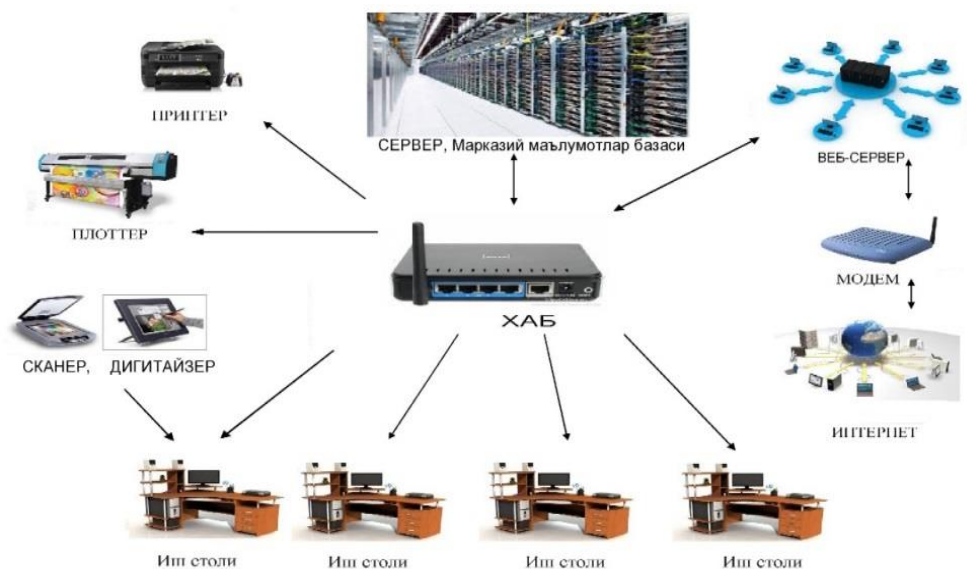 ПРИНТЕР
СЕРВЕР, Марказий маълумотлар базаси
ВЕБ-СЕРВЕР
ПЛОТТЕР
МОДЕМ
ХАБ
СКАНЕР, ДИГИТАЙЗЕР
ИНТЕРНЕТ
Иш столи Иш столи Иш столи Иш столи